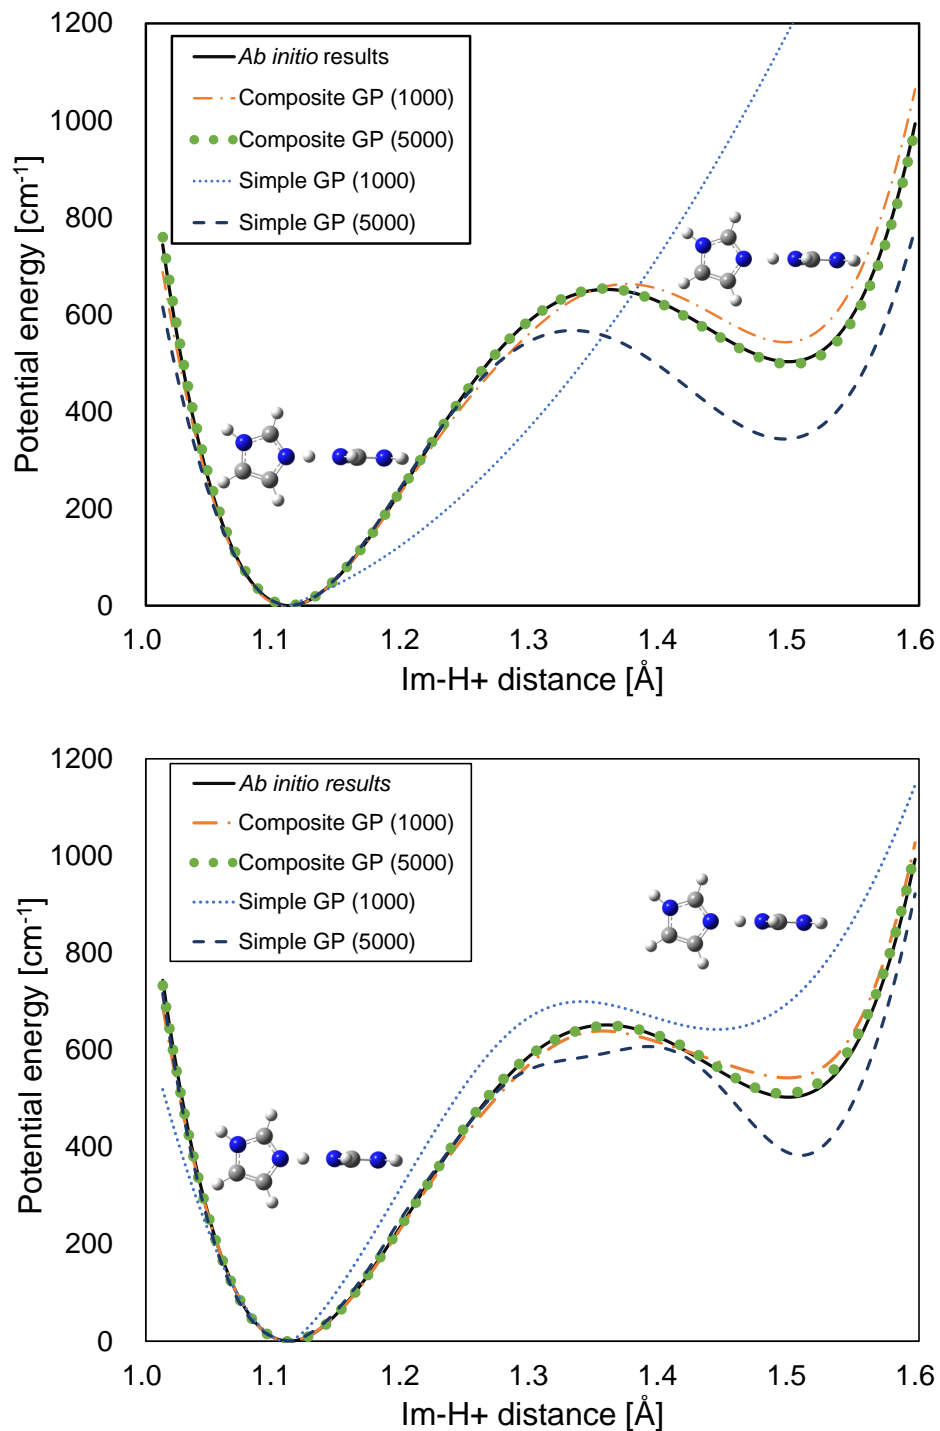 1200
1000
800
600
400
200
0
Potential energy [cm-1]
Ab initio results
Composite GP (1000)
Composite GP (5000)
Simple GP (1000)
Simple GP (5000)
1.0 1.1 1.2 1.3 1.4 1.5 1.6
Im-H+ distance [Å]
1200
1000
800
600
400
200
0
Potential energy [cm-1]
Ab initio results
Composite GP (1000)
Composite GP (5000)
Simple GP (1000)
Simple GP (5000)
1.0 1.1 1.2 1.3 1.4 1.5 1.6
Im-H+ distance [Å]